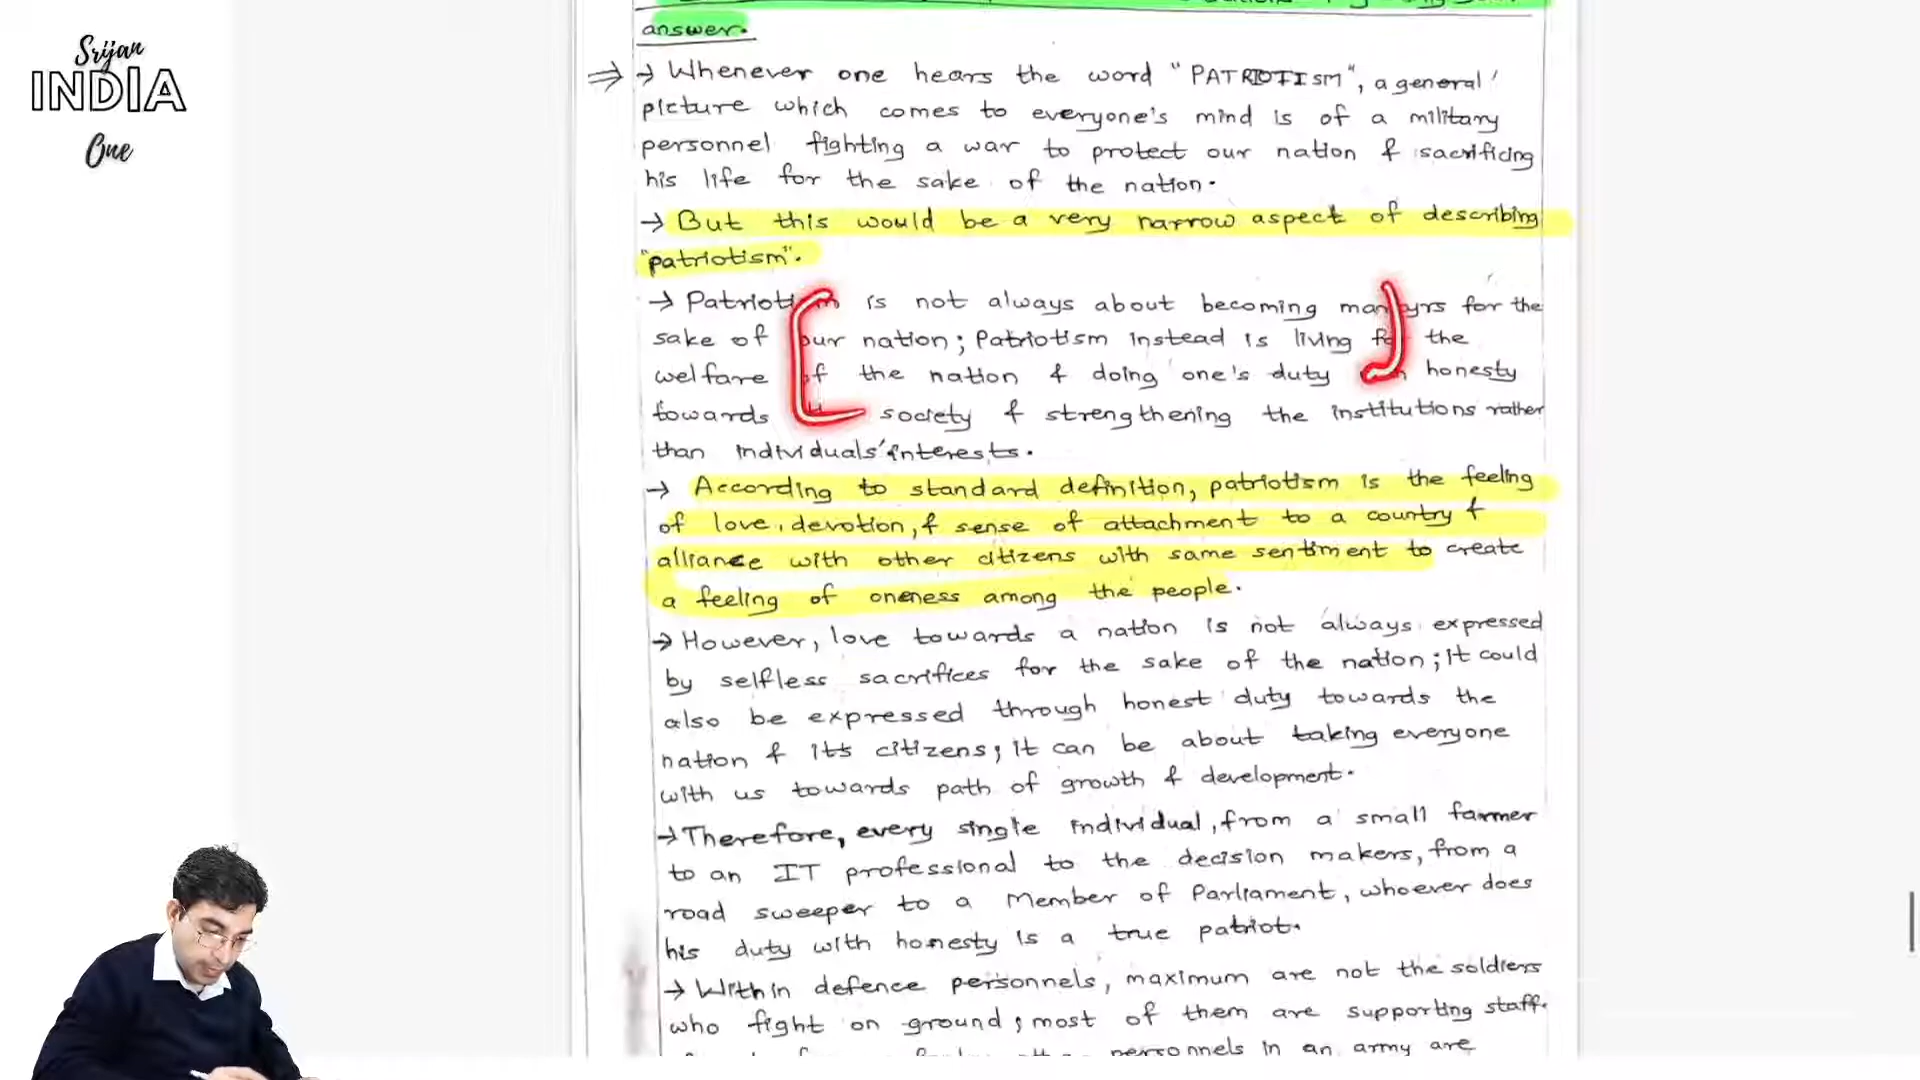 Srijan
INDIA
One
answer.
⇒ → Whenever one hears the word "PATRIOTISM", a general
picture which comes to everyone's mind is of a military
personnel fighting a war to protect our nation & sacrificing
his life for the sake of the nation.
→ But this would be a very narrow aspect of describing
"patriotism".
→ is not always about becoming for the
sake of our nation; Patriotism instead is living the
welfare of the nation & doing one's duty honesty
towards society & strengthening the institutions rather
than individuals' interests.
→ According to standard definition, patriotism is the feeling
of love, devotion, & sense of attachment to a country &
alliance with other citizens with same sentiment to create
a feeling of oneness among the people.
→ However, love towards a nation is not always expressed
by selfless sacrifices for the sake of the nation; it could
also be expressed through honest duty towards the
nation & its citizens; it can be about taking everyone
with us towards path of growth & development.
→ Therefore, every single individual, from a small farmer
to an IT professional to the decision makers, from a
road sweeper to a Member of Parliament, whoever does
his duty with honesty is a true patriot.
→ Within defence personnels, maximum are not the soldiers
who fight on ground; most of them are supporting staff.
personnels in an army are